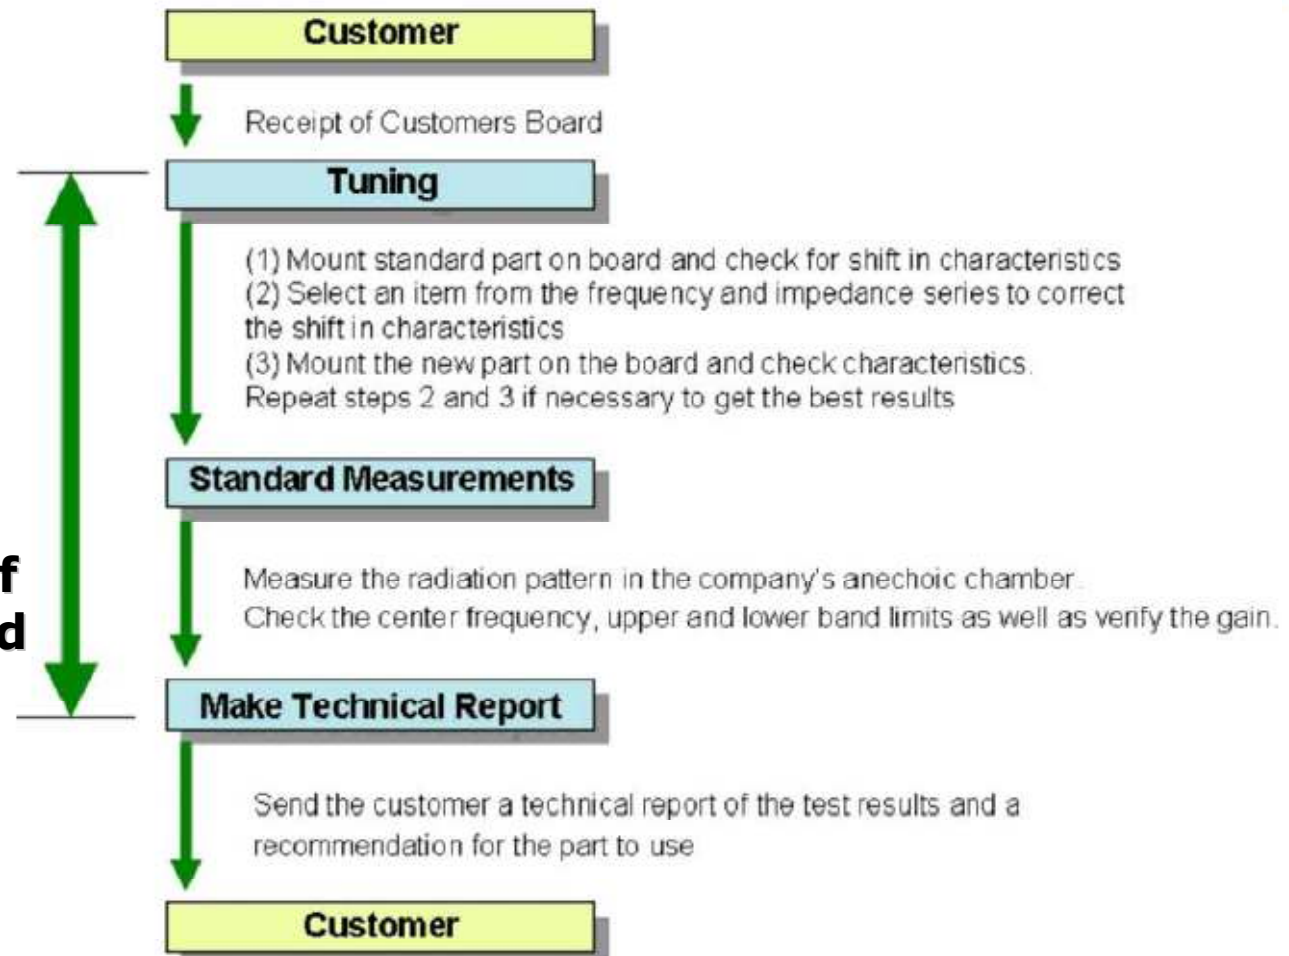 Customer
Receipt of Customers Board
Tuning
(1) Mount standard part on board and check for shift in characteristics
(2) Select an item from the frequency and impedance series to correct
the shift in characteristics
(3) Mount the new part on the board and check characteristics.
Repeat steps 2 and 3 if necessary to get the best results
Standard Measurements
Measure the radiation pattern in the company's anechoic chamber.
Check the center frequency, upper and lower band limits as well as verify the gain.
Make Technical Report
Send the customer a technical report of the test results and a
recommendation for the part to use
Customer